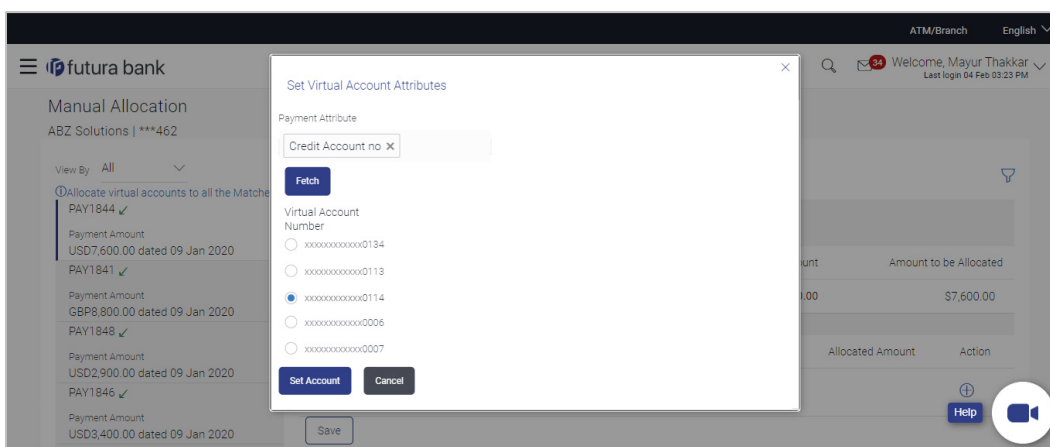 ATM/Branch English
futura bank
34 Welcome, Mayur Thakkar
Last login 04 Feb 03:23 PM
Manual Allocation
ABZ Solutions | ***462
View By All
Allocate virtual accounts to all the Matche
PAY1844
Payment Amount
USD7,600.00 dated 09 Jan 2020
PAY1841
Payment Amount
GBP8,800.00 dated 09 Jan 2020
PAY1848
Payment Amount
USD2,900.00 dated 09 Jan 2020
PAY1846
Payment Amount
USD3,400.00 dated 09 Jan 2020
Set Virtual Account Attributes
Payment Attribute
Credit Account no
Fetch
Virtual Account
Number
xxxxxxxxxxxx0134
xxxxxxxxxxxx0113
xxxxxxxxxxxx0114
xxxxxxxxxxxx0006
xxxxxxxxxxxx0007
Set Account Cancel
Amount to be Allocated
$7,600.00
Allocated Amount Action
Help
Save